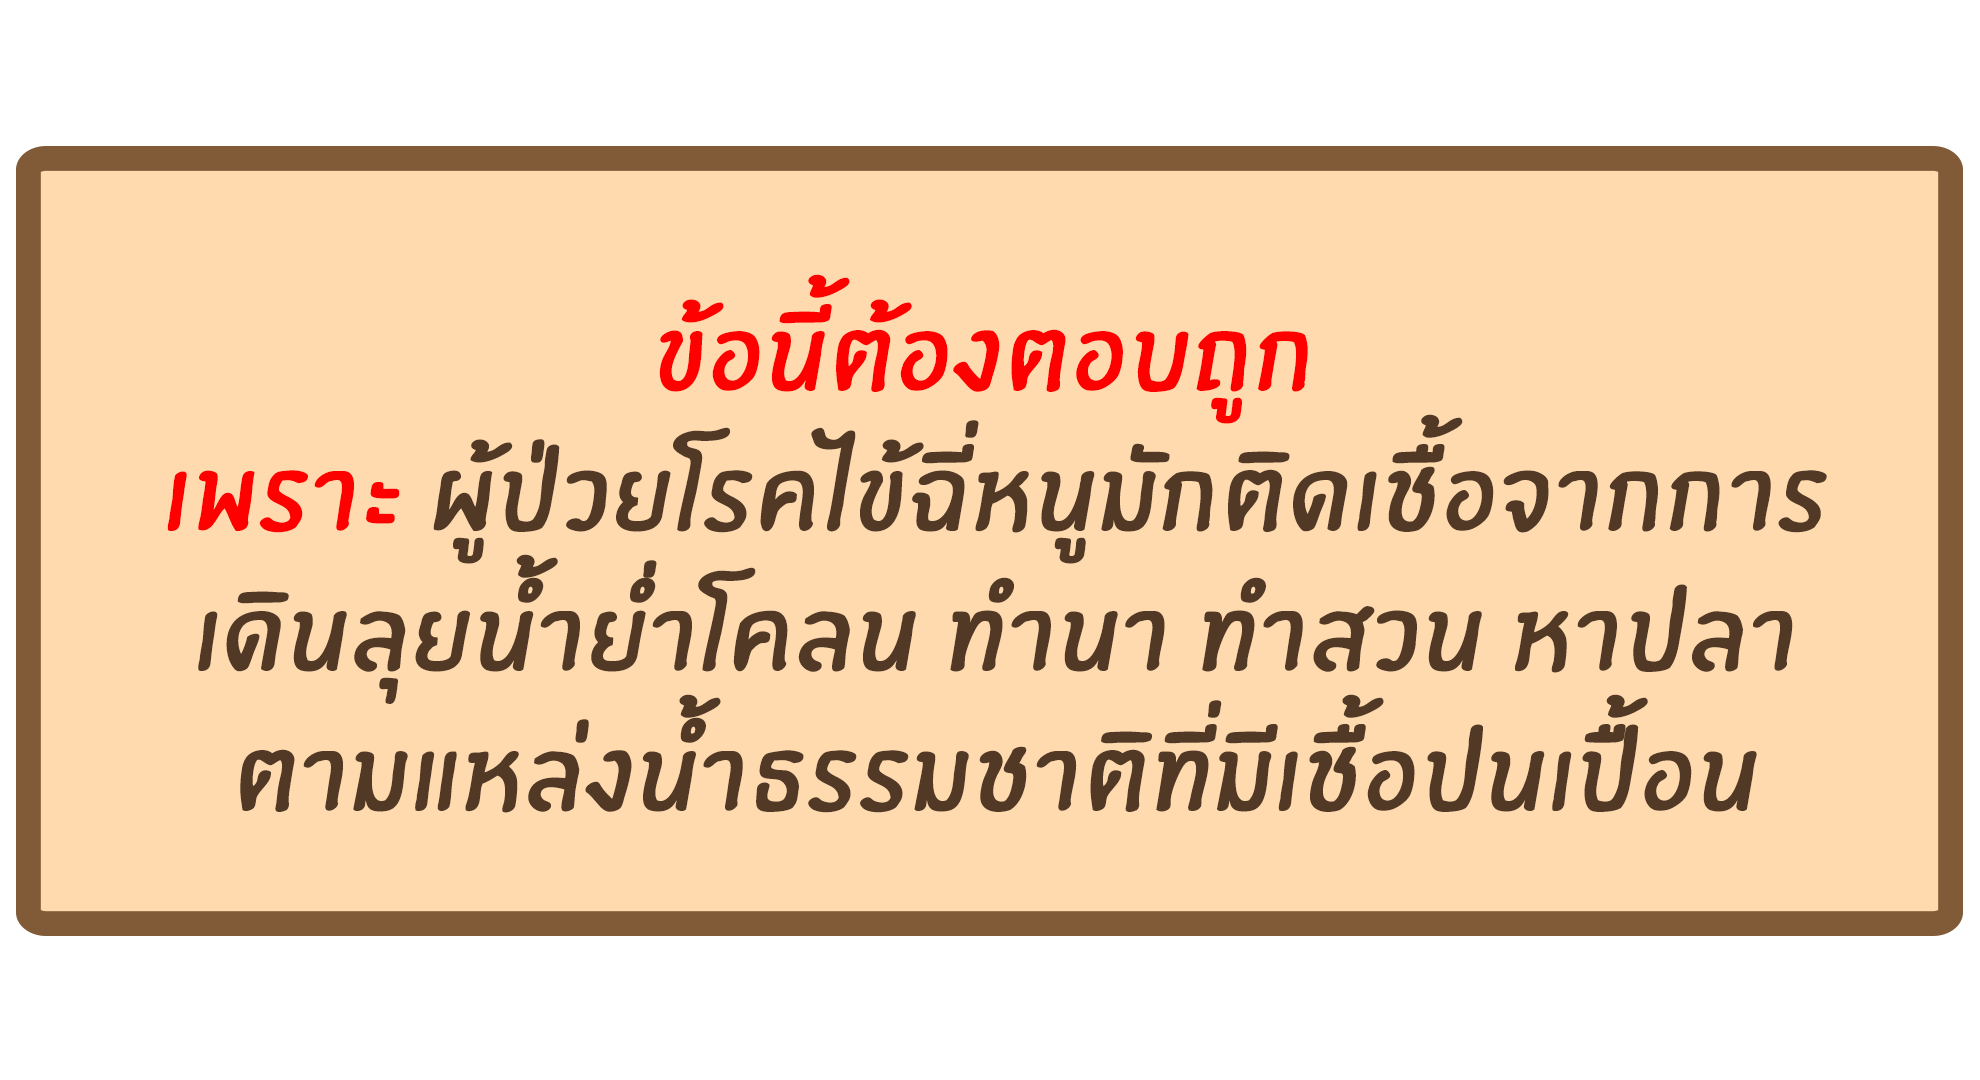 ข้อนี้ต้องตอบถูก
เพราะ ผู้ป่วยโรคไข้ฉี่หนูมักติดเชื้อจากการ
เดินลุยน้ำย่ำโคลน ทำนา ทำสวน หาปลา
ตามแหล่งน้ำธรรมชาติที่มีเชื้อปนเปื้อน